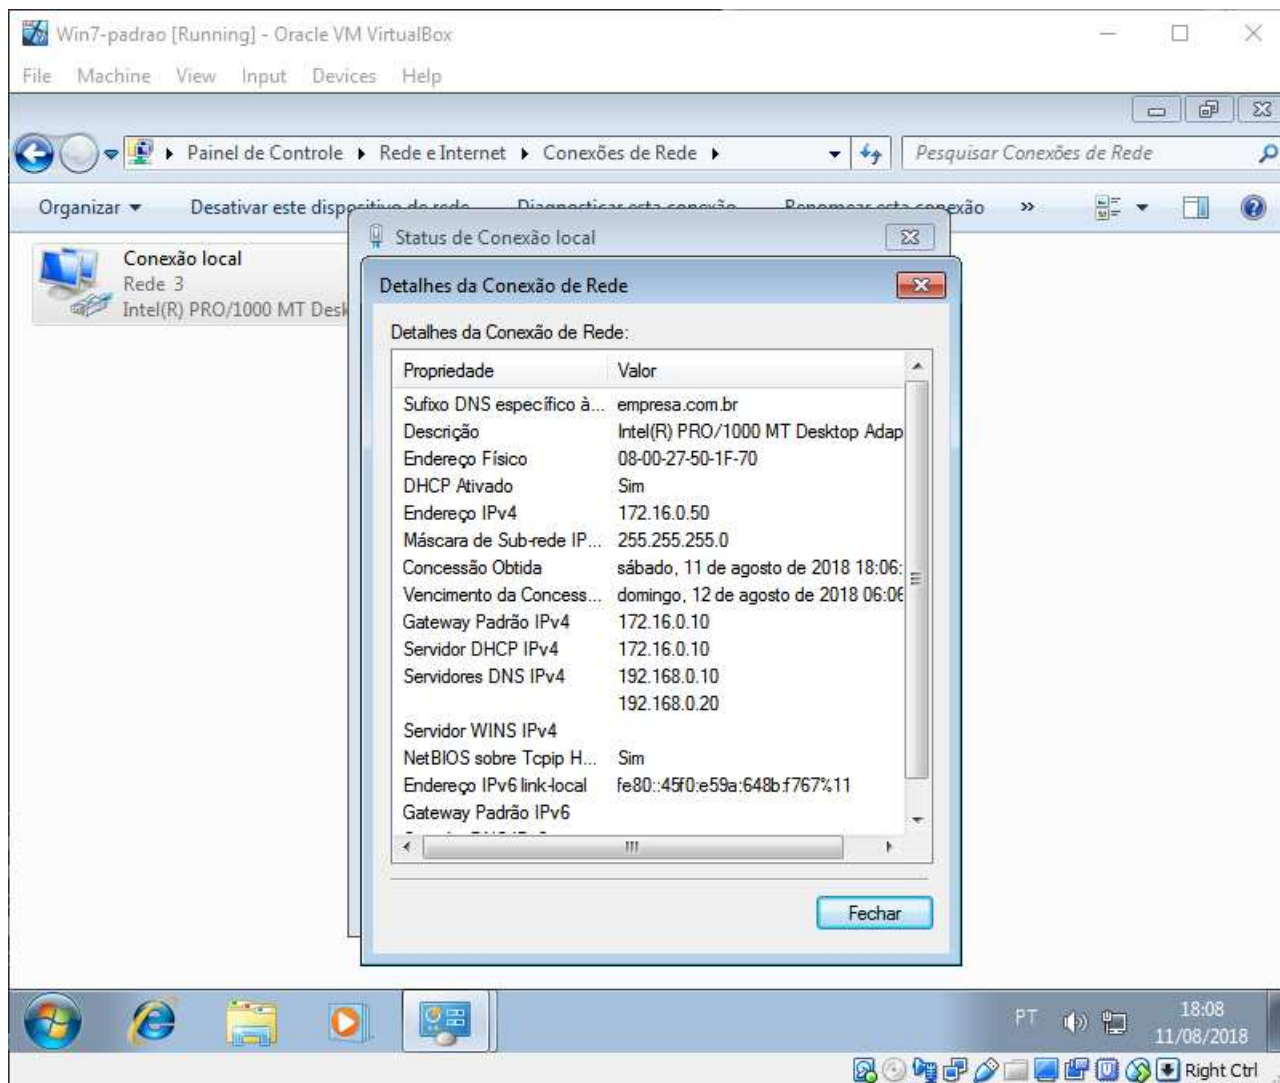 Win7-padrao [Running] - Oracle VM VirtualBox
File Machine View Input Devices Help
Painel de Controle Rede e Internet Conexões de Rede Pesquisar Conexões de Rede
Organizar Desativar este dispositivo de rede Diagnosticar esta conexão Renomear esta conexão »
Conexão local
Rede 3
Intel(R) PRO/1000 MT Desk
Status de Conexão local
Detalhes da Conexão de Rede
Detalhes da Conexão de Rede:
Propriedade Valor
Sufixo DNS específico à... empresa.com.br
Descrição Intel(R) PRO/1000 MT Desktop Adap
Endereço Físico 08-00-27-50-1F-70
DHCP Ativado Sim
Endereço IPv4 172.16.0.50
Máscara de Sub-rede IP... 255.255.255.0
Concessão Obtida sábado, 11 de agosto de 2018 18:06:
Vencimento da Concess... domingo, 12 de agosto de 2018 06:06
Gateway Padrão IPv4 172.16.0.10
Servidor DHCP IPv4 172.16.0.10
Servidores DNS IPv4 192.168.0.10
192.168.0.20
Servidor WINS IPv4
NetBIOS sobre Tcpip H... Sim
Endereço IPv6 link-local fe80::45f0:e59a:648b:f767%11
Gateway Padrão IPv6
Fechar
PT 18:08
11/08/2018
Right Ctrl